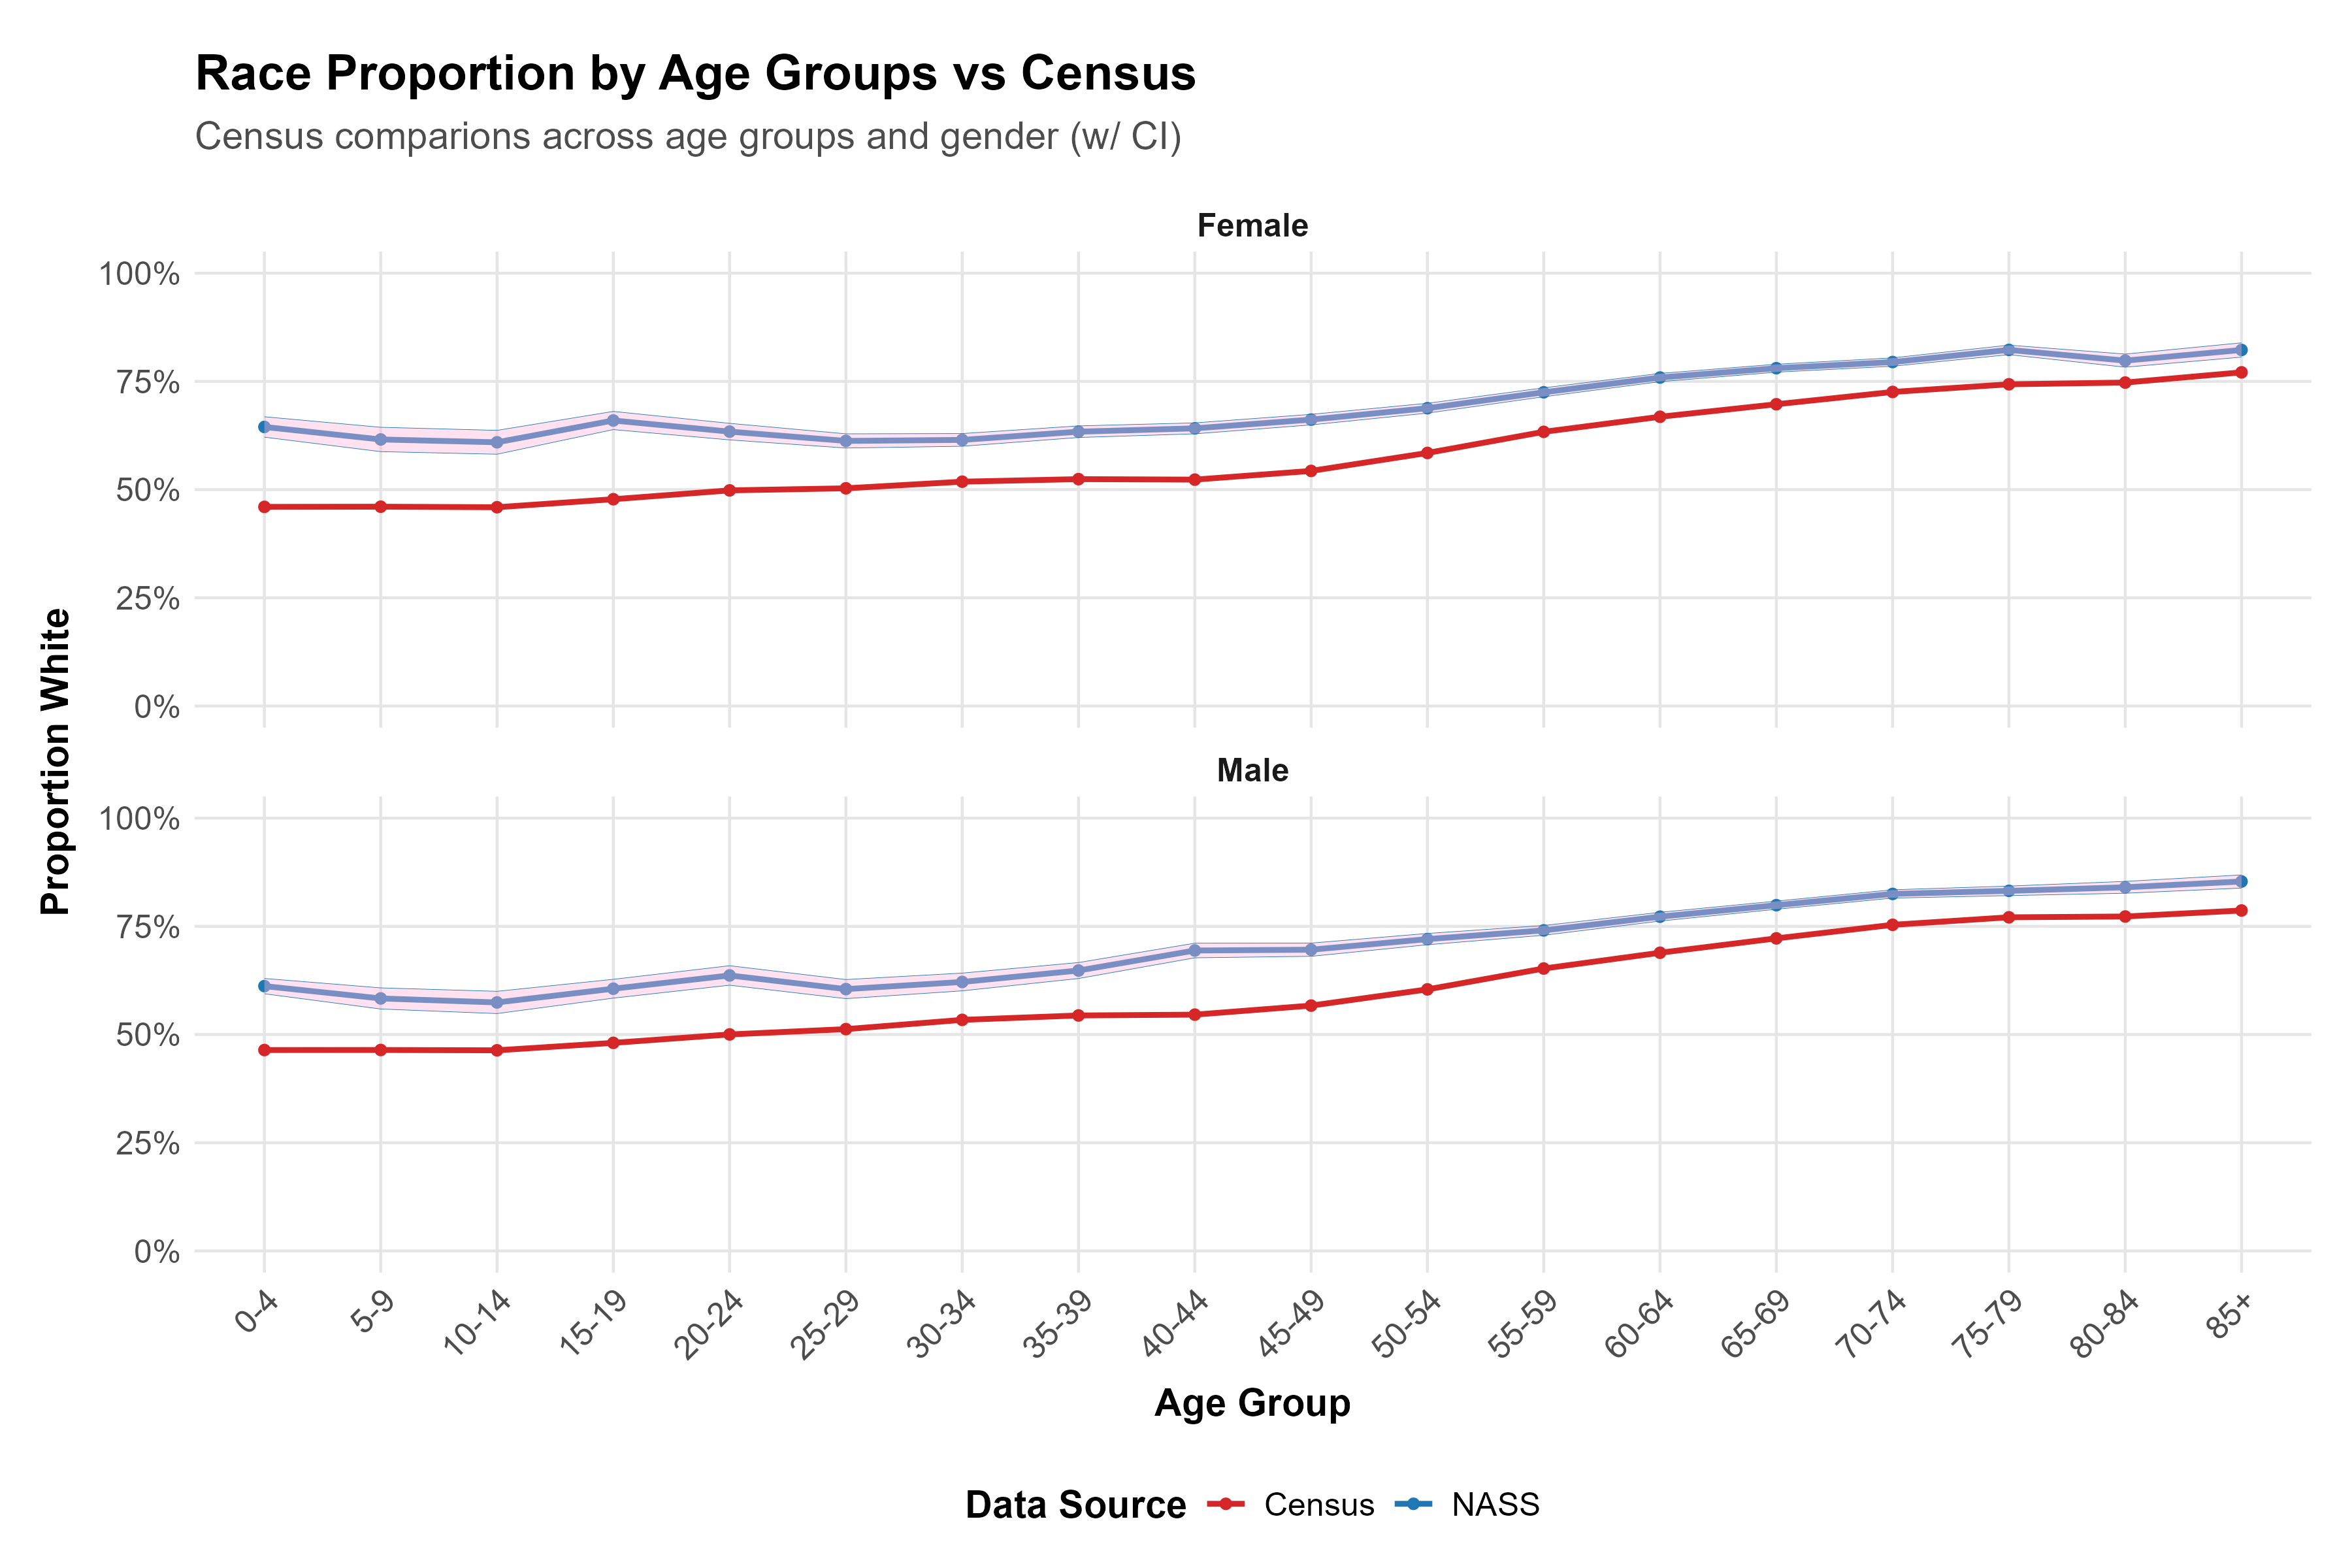 Race Proportion by Age Groups vs Census
Census comparions across age groups and gender (w/ CI)
Female
100%
75%
50%
25%
0%
Proportion White
Male
100%
75%
50%
25%
0%
0-4 5-9 10-14 15-19 20-24 25-29 30-34 35-39 40-44 45-49 50-54 55-59 60-64 65-69 70-74 75-79 80-84 85+
Age Group
Data Source Census NASS